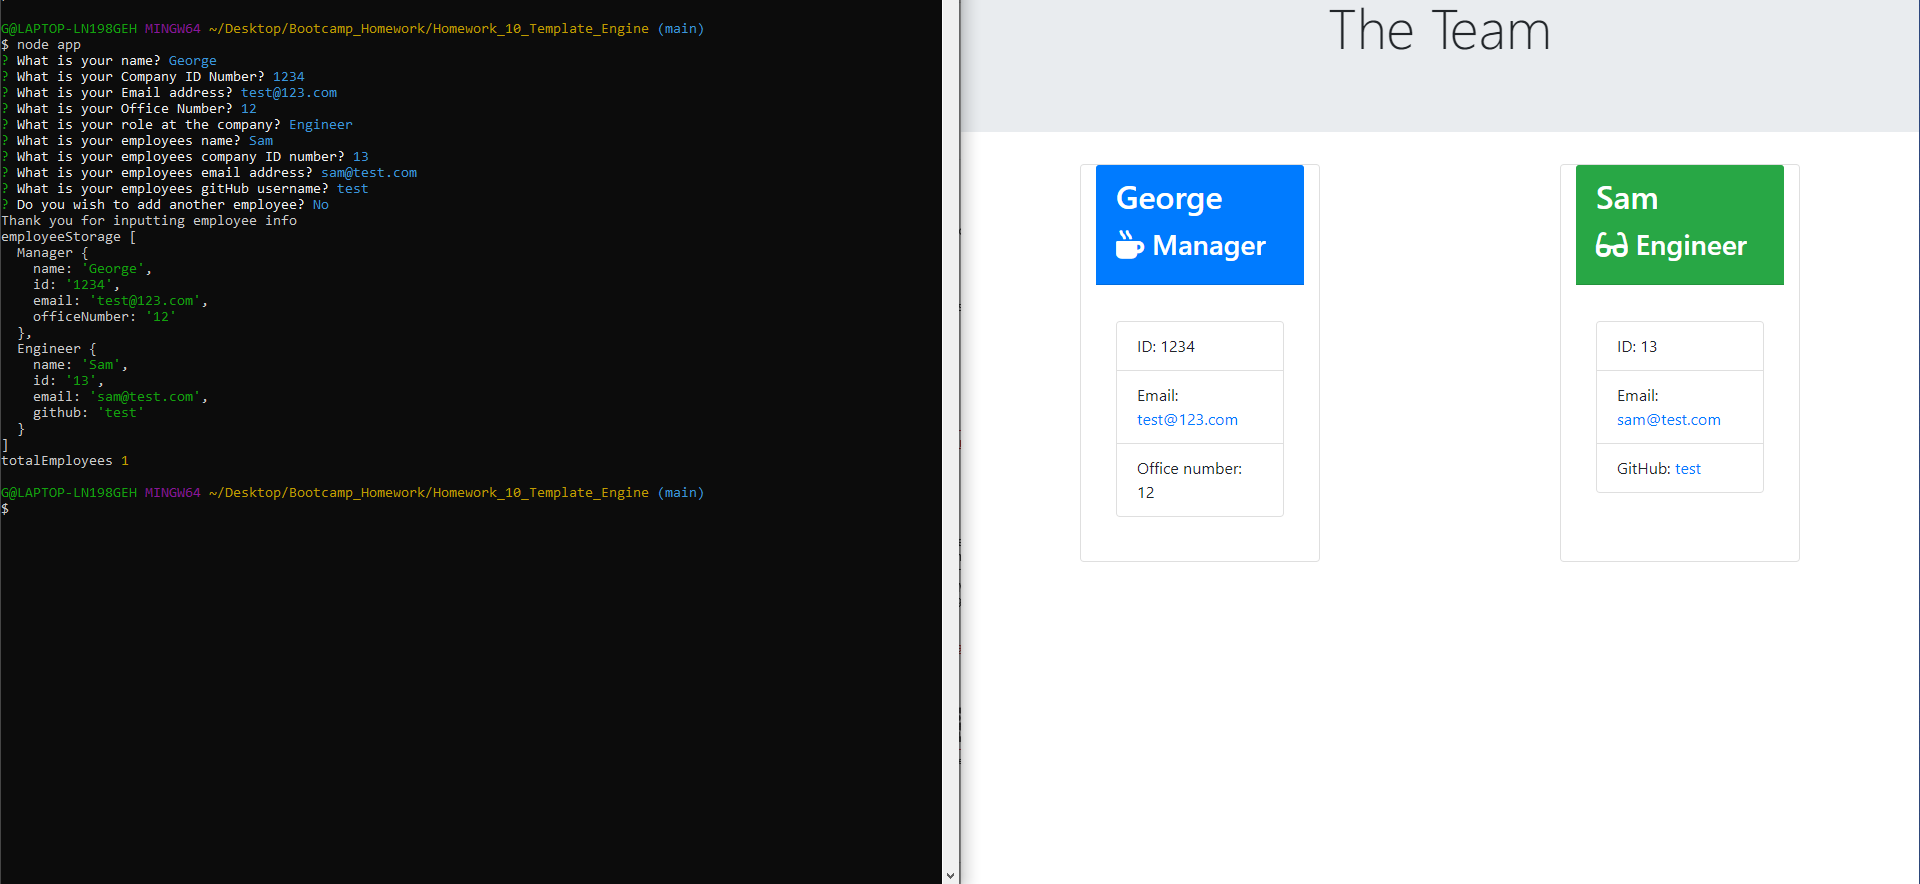 G@LAPTOP-LN198GEH MINGW64 ~/Desktop/Bootcamp_Homework/Homework_10_Template_Engine (main)
$ node app
? What is your name? George
? What is your Company ID Number? 1234
? What is your Email address? test@123.com
? What is your Office Number? 12
? What is your role at the company? Engineer
? What is your employees name? Sam
? What is your employees company ID number? 13
? What is your employees email address? sam@test.com
? What is your employees gitHub username? test
? Do you wish to add another employee? No
Thank you for inputting employee info
employeeStorage [
  Manager {
    name: 'George',
    id: '1234',
    email: 'test@123.com',
    officeNumber: '12'
  },
  Engineer {
    name: 'Sam',
    id: '13',
    email: 'sam@test.com',
    github: 'test'
  }
]
totalEmployees 1
G@LAPTOP-LN198GEH MINGW64 ~/Desktop/Bootcamp_Homework/Homework_10_Template_Engine (main)
$
The Team
George
Manager
ID: 1234
Email:
test@123.com
Office number:
12
Sam
Engineer
ID: 13
Email:
sam@test.com
GitHub: test